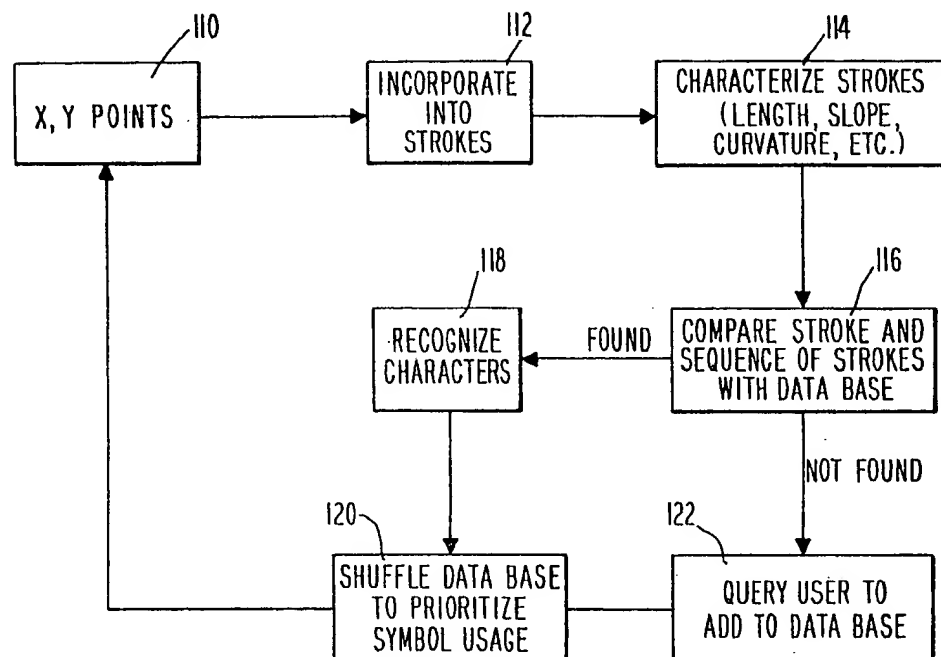 110
X, Y POINTS
112
INCORPORATE
INTO
STROKES
114
CHARACTERIZE STROKES
(LENGTH, SLOPE,
CURVATURE, ETC.)
116
COMPARE STROKE AND
SEQUENCE OF STROKES
WITH DATA BASE
FOUND
118
RECOGNIZE
CHARACTERS
NOT FOUND
120
SHUFFLE DATA BASE
TO PRIORITIZE
SYMBOL USAGE
122
QUERY USER TO
ADD TO DATA BASE